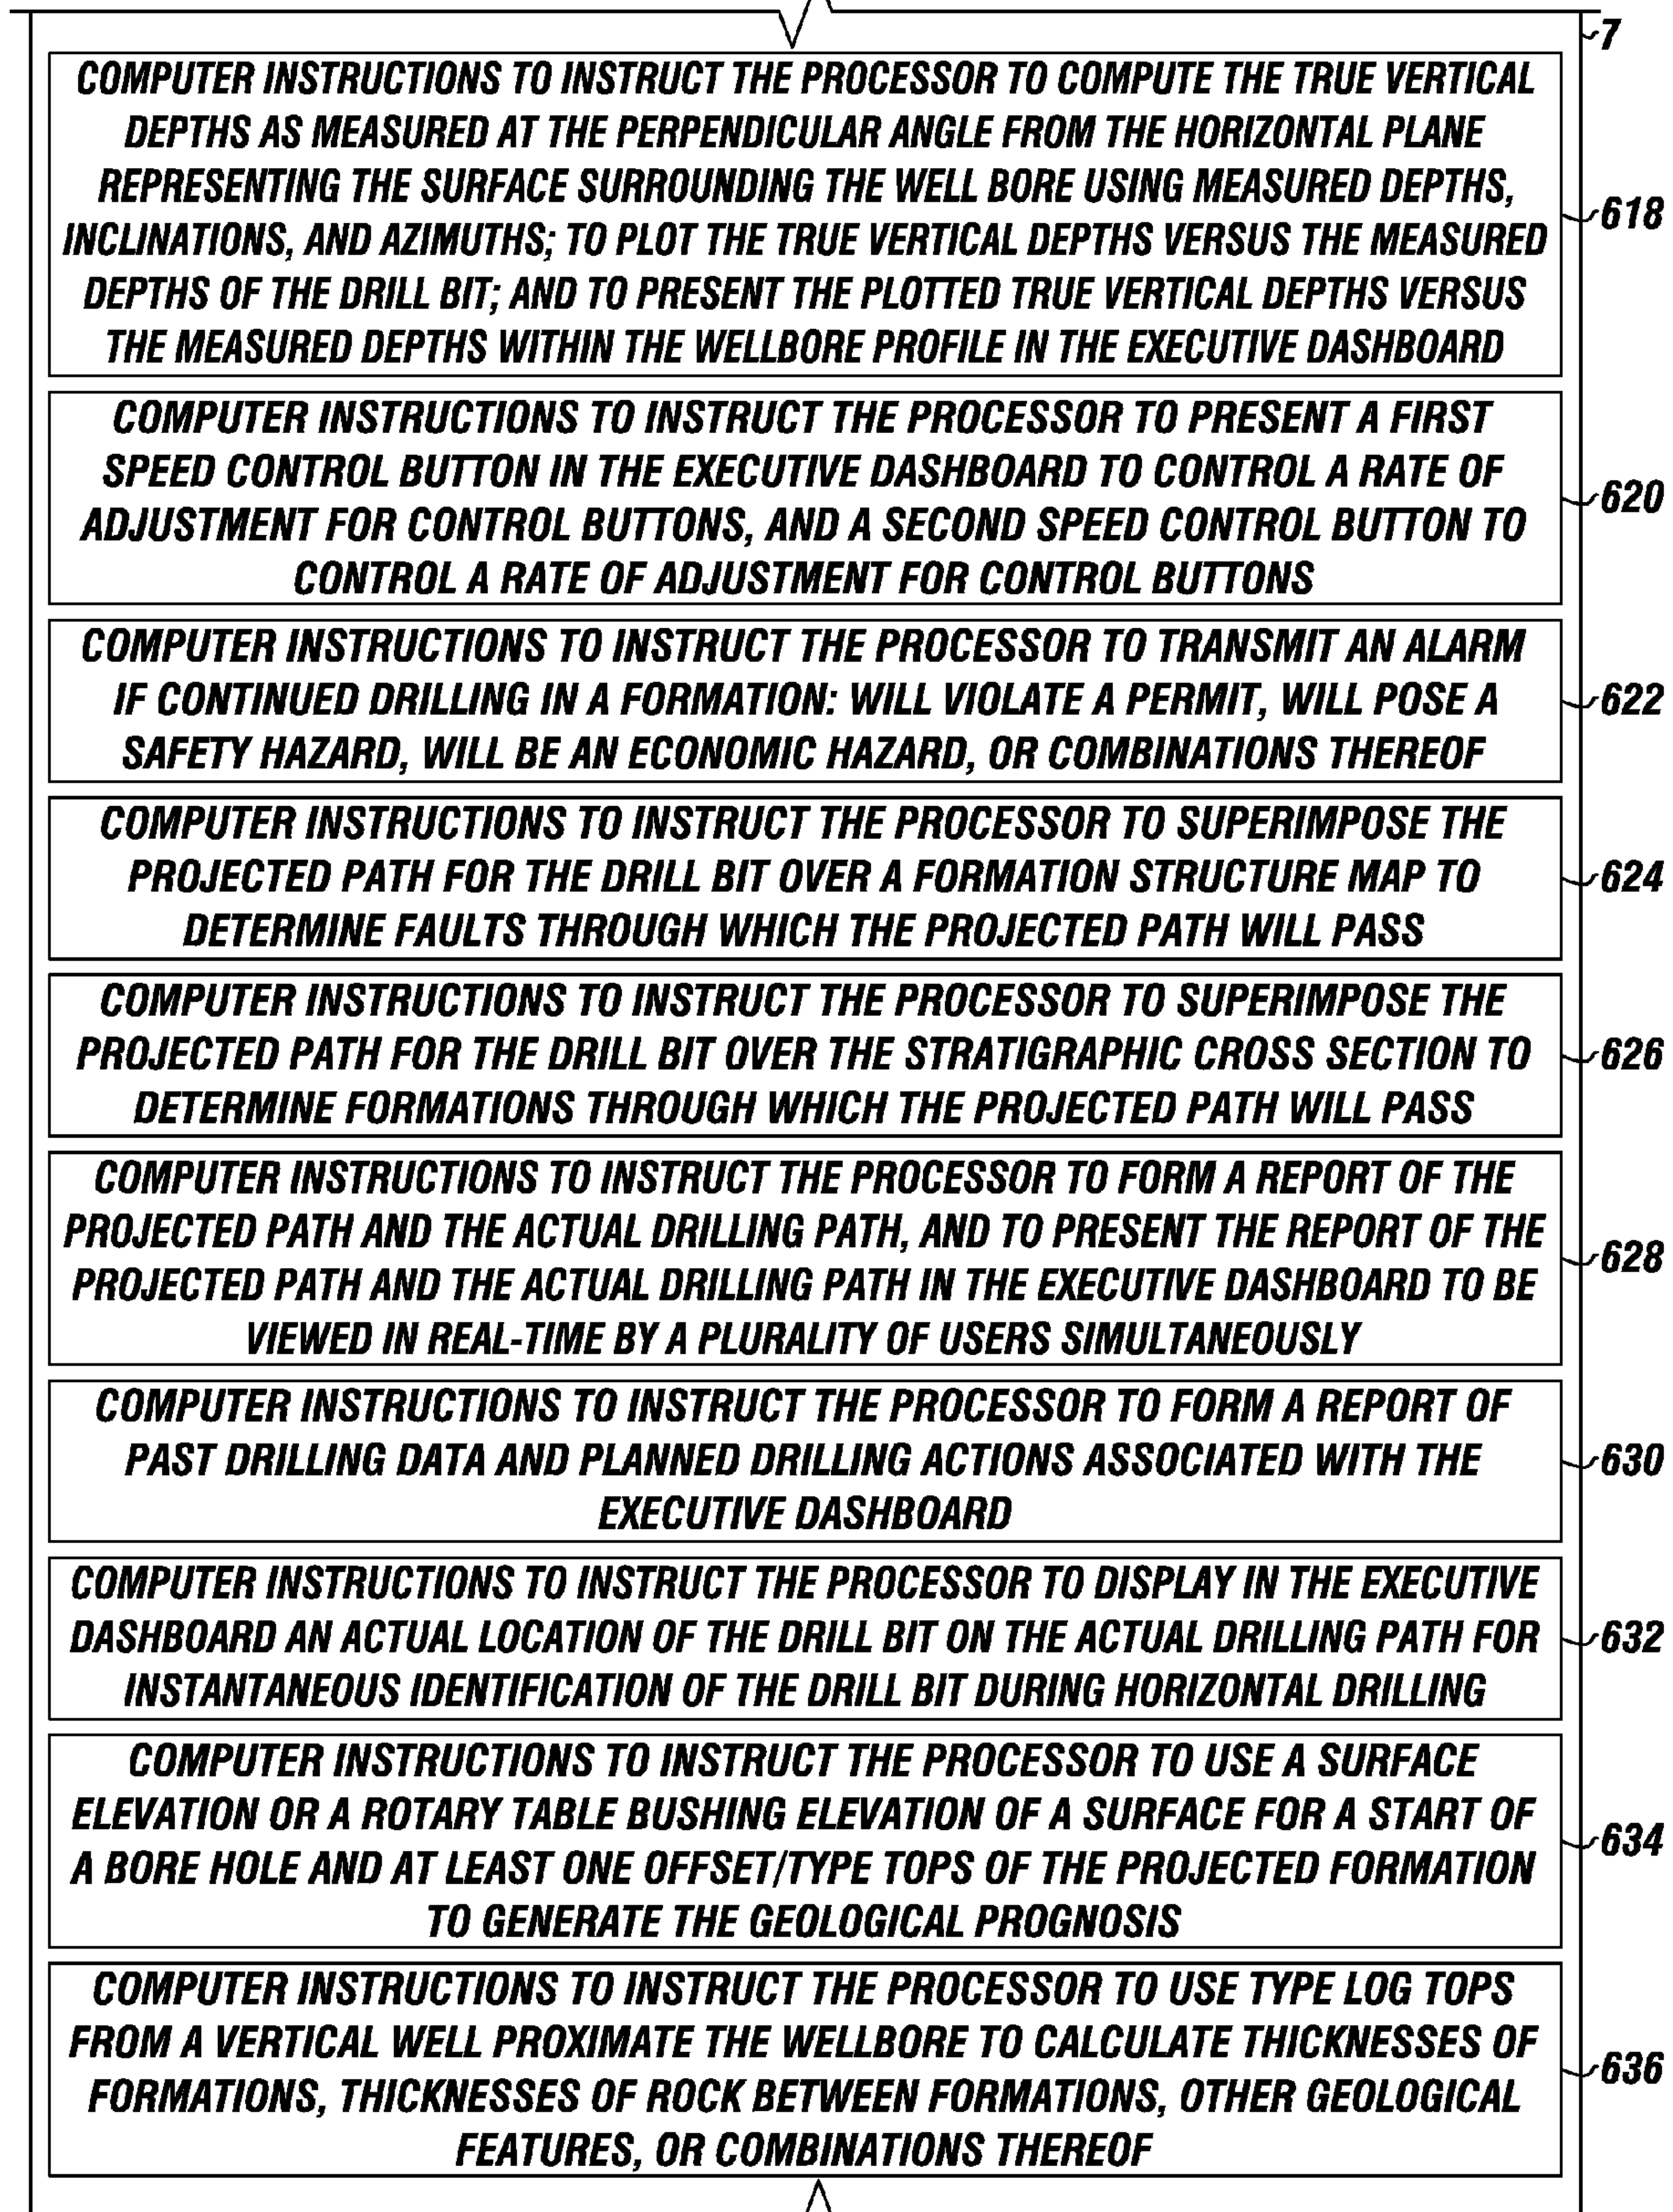 7
COMPUTER INSTRUCTIONS TO INSTRUCT THE PROCESSOR TO COMPUTE THE TRUE VERTICAL
DEPTHS AS MEASURED AT THE PERPENDICULAR ANGLE FROM THE HORIZONTAL PLANE
REPRESENTING THE SURFACE SURROUNDING THE WELL BORE USING MEASURED DEPTHS,
INCLINATIONS, AND AZIMUTHS; TO PLOT THE TRUE VERTICAL DEPTHS VERSUS THE MEASURED
DEPTHS OF THE DRILL BIT; AND TO PRESENT THE PLOTTED TRUE VERTICAL DEPTHS VERSUS
THE MEASURED DEPTHS WITHIN THE WELLBORE PROFILE IN THE EXECUTIVE DASHBOARD
618
COMPUTER INSTRUCTIONS TO INSTRUCT THE PROCESSOR TO PRESENT A FIRST
SPEED CONTROL BUTTON IN THE EXECUTIVE DASHBOARD TO CONTROL A RATE OF
ADJUSTMENT FOR CONTROL BUTTONS, AND A SECOND SPEED CONTROL BUTTON TO
CONTROL A RATE OF ADJUSTMENT FOR CONTROL BUTTONS
620
COMPUTER INSTRUCTIONS TO INSTRUCT THE PROCESSOR TO TRANSMIT AN ALARM
IF CONTINUED DRILLING IN A FORMATION: WILL VIOLATE A PERMIT, WILL POSE A
SAFETY HAZARD, WILL BE AN ECONOMIC HAZARD, OR COMBINATIONS THEREOF
622
COMPUTER INSTRUCTIONS TO INSTRUCT THE PROCESSOR TO SUPERIMPOSE THE
PROJECTED PATH FOR THE DRILL BIT OVER A FORMATION STRUCTURE MAP TO
DETERMINE FAULTS THROUGH WHICH THE PROJECTED PATH WILL PASS
624
COMPUTER INSTRUCTIONS TO INSTRUCT THE PROCESSOR TO SUPERIMPOSE THE
PROJECTED PATH FOR THE DRILL BIT OVER THE STRATIGRAPHIC CROSS SECTION TO
DETERMINE FORMATIONS THROUGH WHICH THE PROJECTED PATH WILL PASS
626
COMPUTER INSTRUCTIONS TO INSTRUCT THE PROCESSOR TO FORM A REPORT OF THE
PROJECTED PATH AND THE ACTUAL DRILLING PATH, AND TO PRESENT THE REPORT OF THE
PROJECTED PATH AND THE ACTUAL DRILLING PATH IN THE EXECUTIVE DASHBOARD TO BE
VIEWED IN REAL-TIME BY A PLURALITY OF USERS SIMULTANEOUSLY
628
COMPUTER INSTRUCTIONS TO INSTRUCT THE PROCESSOR TO FORM A REPORT OF
PAST DRILLING DATA AND PLANNED DRILLING ACTIONS ASSOCIATED WITH THE
EXECUTIVE DASHBOARD
630
COMPUTER INSTRUCTIONS TO INSTRUCT THE PROCESSOR TO DISPLAY IN THE EXECUTIVE
DASHBOARD AN ACTUAL LOCATION OF THE DRILL BIT ON THE ACTUAL DRILLING PATH FOR
INSTANTANEOUS IDENTIFICATION OF THE DRILL BIT DURING HORIZONTAL DRILLING
632
COMPUTER INSTRUCTIONS TO INSTRUCT THE PROCESSOR TO USE A SURFACE
ELEVATION OR A ROTARY TABLE BUSHING ELEVATION OF A SURFACE FOR A START OF
A BORE HOLE AND AT LEAST ONE OFFSET/TYPE TOPS OF THE PROJECTED FORMATION
TO GENERATE THE GEOLOGICAL PROGNOSIS
634
COMPUTER INSTRUCTIONS TO INSTRUCT THE PROCESSOR TO USE TYPE LOG TOPS
FROM A VERTICAL WELL PROXIMATE THE WELLBORE TO CALCULATE THICKNESSES OF
FORMATIONS, THICKNESSES OF ROCK BETWEEN FORMATIONS, OTHER GEOLOGICAL
FEATURES, OR COMBINATIONS THEREOF
636